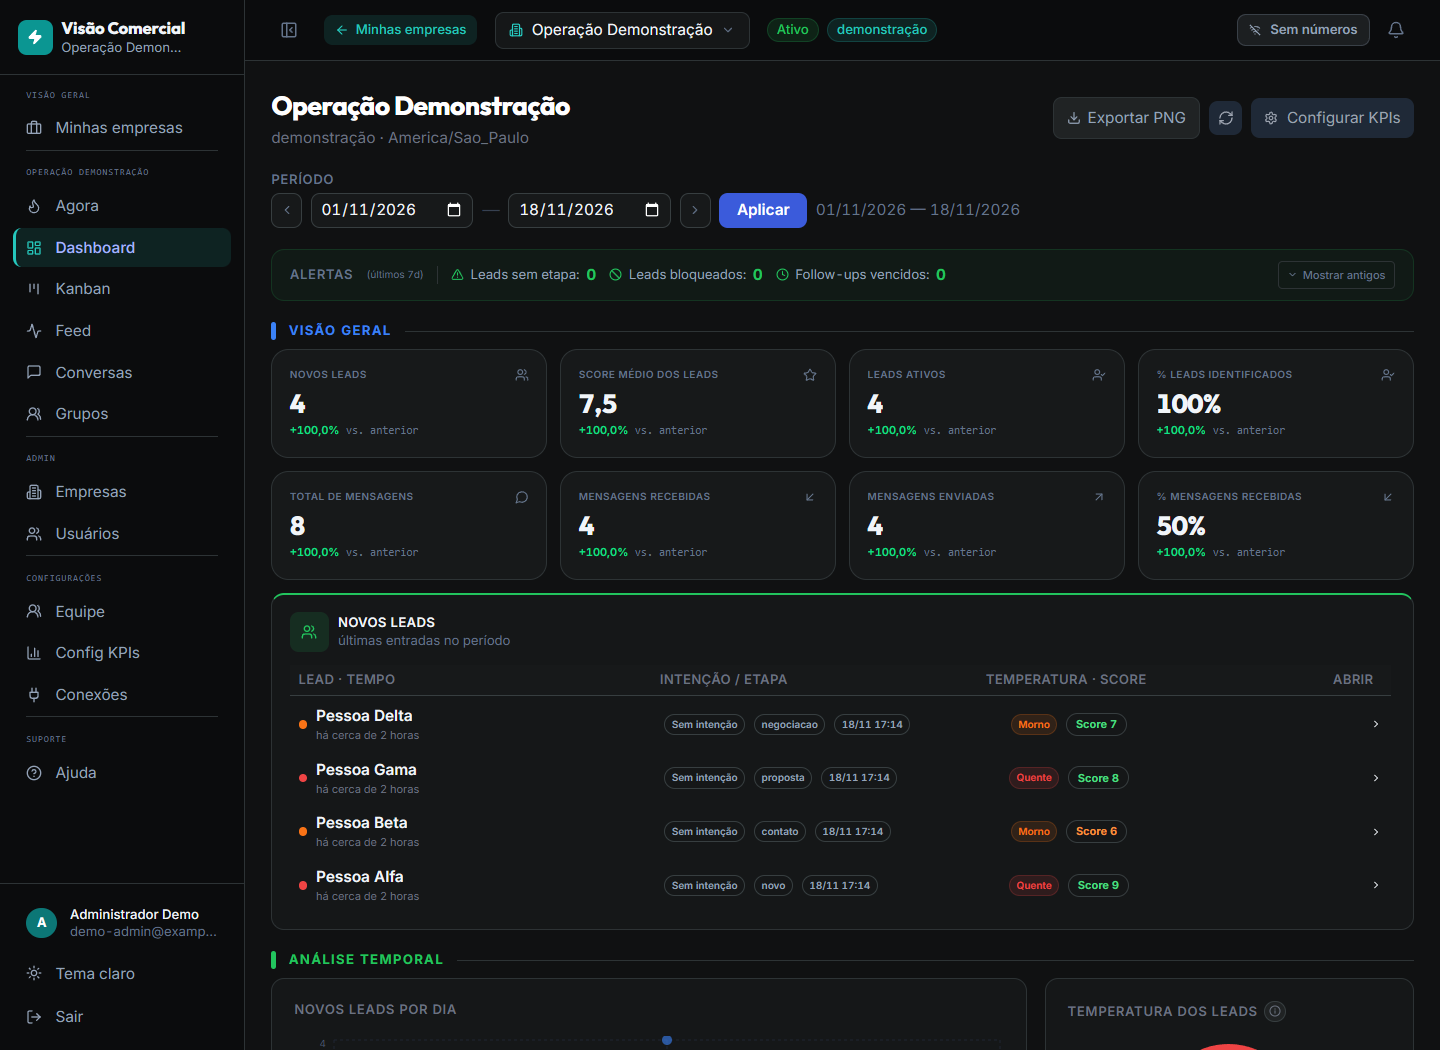 Visão Comercial
Operação Demon...
VISÃO GERAL
Minhas empresas
OPERAÇÃO DEMONSTRAÇÃO
Agora
Dashboard
Kanban
Feed
Conversas
Grupos
ADMIN
Empresas
Usuários
CONFIGURAÇÕES
Equipe
Config KPIs
Conexões
SUPORTE
Ajuda
A
Administrador Demo
demo-admin@examp...
Tema claro
Sair
Minhas empresas
Operação Demonstração
Ativo
demonstração
Sem números
Operação Demonstração
demonstração · America/Sao_Paulo
Exportar PNG
Configurar KPIs
PERÍODO
01/11/2026 — 18/11/2026 Aplicar 01/11/2026 — 18/11/2026
ALERTAS (últimos 7d) Leads sem etapa: 0 Leads bloqueados: 0 Follow-ups vencidos: 0 Mostrar antigos
VISÃO GERAL
NOVOS LEADS
4
+100,0% vs. anterior
SCORE MÉDIO DOS LEADS
7,5
+100,0% vs. anterior
LEADS ATIVOS
4
+100,0% vs. anterior
% LEADS IDENTIFICADOS
100%
+100,0% vs. anterior
TOTAL DE MENSAGENS
8
+100,0% vs. anterior
MENSAGENS RECEBIDAS
4
+100,0% vs. anterior
MENSAGENS ENVIADAS
4
+100,0% vs. anterior
% MENSAGENS RECEBIDAS
50%
+100,0% vs. anterior
NOVOS LEADS
últimas entradas no período
LEAD · TEMPO INTENÇÃO / ETAPA TEMPERATURA · SCORE ABRIR
Pessoa Delta
há cerca de 2 horas
Sem intenção negociacao 18/11 17:14 Morno Score 7
Pessoa Gama
há cerca de 2 horas
Sem intenção proposta 18/11 17:14 Quente Score 8
Pessoa Beta
há cerca de 2 horas
Sem intenção contato 18/11 17:14 Morno Score 6
Pessoa Alfa
há cerca de 2 horas
Sem intenção novo 18/11 17:14 Quente Score 9
ANÁLISE TEMPORAL
NOVOS LEADS POR DIA
4
TEMPERATURA DOS LEADS